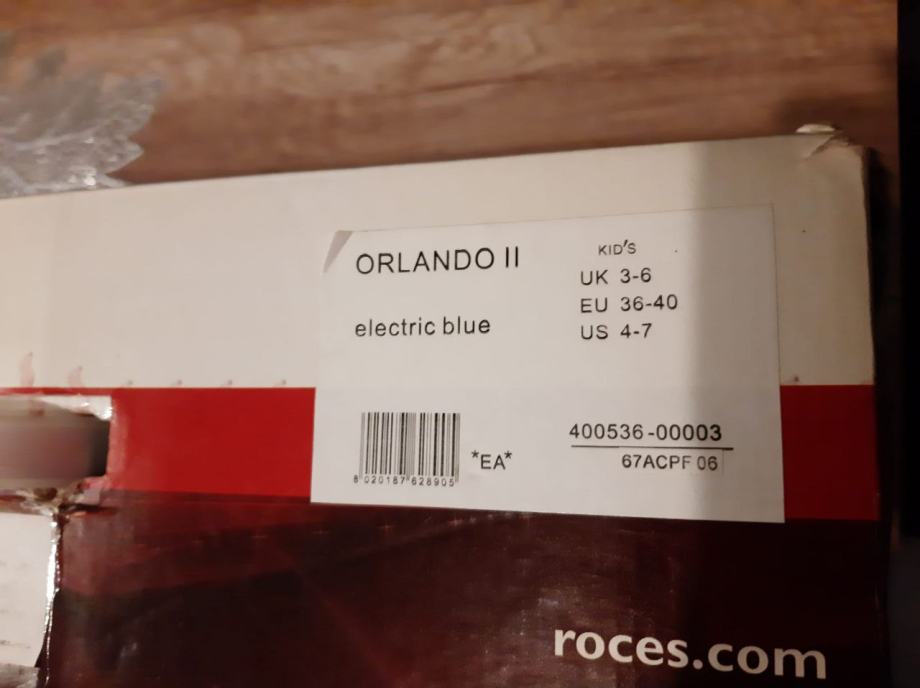 ORLANDO II
electric blue
KID'S
UK 3-6
EU 36-40
US 4-7
8 020187 628905
*EA*
400536-00003
67ACPF 06
roces.com